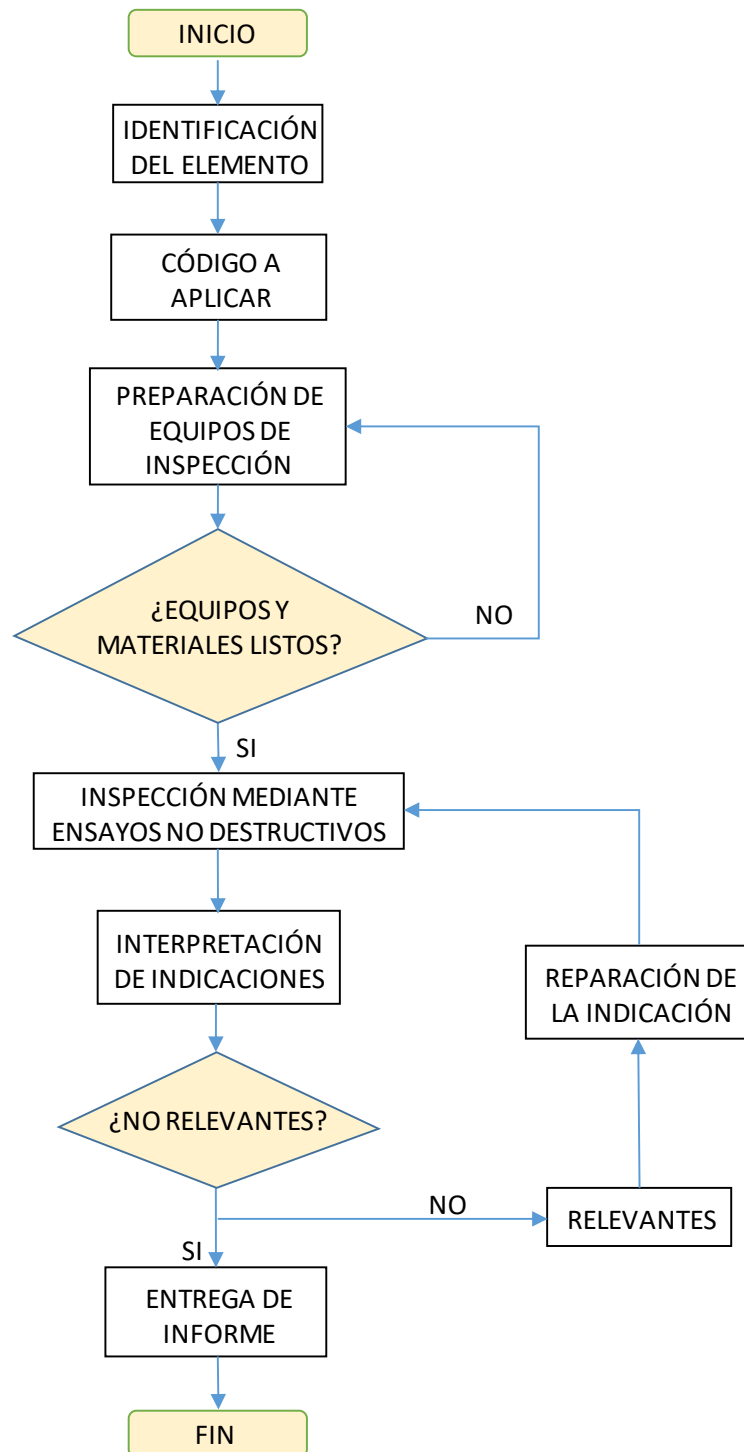 INICIO
IDENTIFICACIÓN
DEL ELEMENTO
CÓDIGO A
APLICAR
PREPARACIÓN DE
EQUIPOS DE
INSPECCIÓN
¿EQUIPOS Y
MATERIALES LISTOS?
NO
SI
INSPECCIÓN MEDIANTE
ENSAYOS NO DESTRUCTIVOS
INTERPRETACIÓN
DE INDICACIONES
REPARACIÓN DE
LA INDICACIÓN
¿NO RELEVANTES?
NO
RELEVANTES
SI
ENTREGA DE
INFORME
FIN